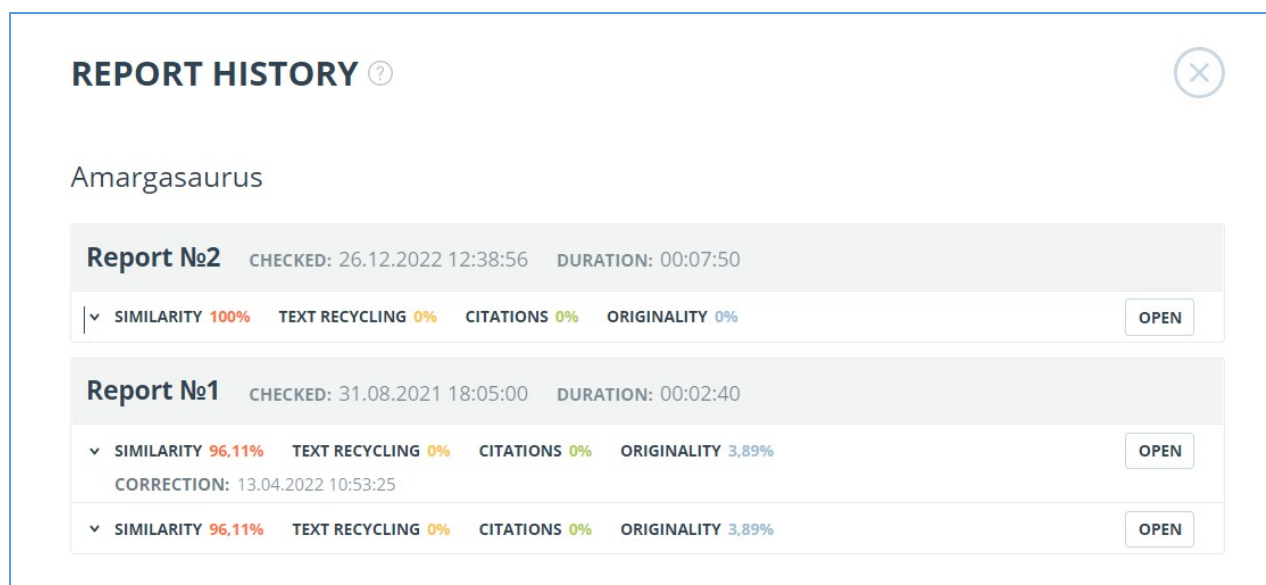 REPORT HISTORY ?
Amargasaurus
Report №2 CHECKED: 26.12.2022 12:38:56 DURATION: 00:07:50
SIMILARITY 100% TEXT RECYCLING 0% CITATIONS 0% ORIGINALITY 0% OPEN
Report №1 CHECKED: 31.08.2021 18:05:00 DURATION: 00:02:40
SIMILARITY 96,11% TEXT RECYCLING 0% CITATIONS 0% ORIGINALITY 3,89% OPEN
CORRECTION: 13.04.2022 10:53:25
SIMILARITY 96,11% TEXT RECYCLING 0% CITATIONS 0% ORIGINALITY 3,89% OPEN